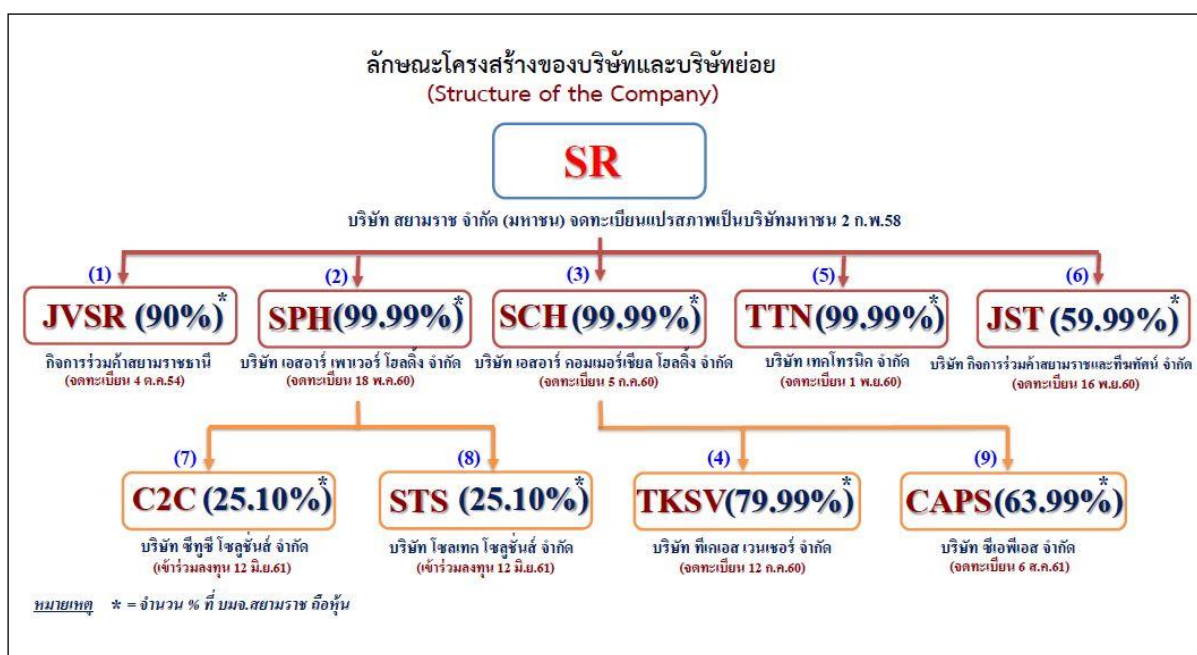 ลักษณะโครงสร้างของบริษัทและบริษัทย่อย
(Structure of the Company)
SR
บริษัท สยามราช จำกัด (มหาชน) จดทะเบียนแปรสภาพเป็นบริษัทมหาชน 2 ก.พ.58
(1) (2) (3) (5) (6)
JVSR (90%)* SPH(99.99%)* SCH (99.99%)* TTN(99.99%)* JST (59.99%)*
กิจการร่วมค้าสยามราชธานี บริษัท เอสอาร์ เพาเวอร์ โฮลดิ้ง จำกัด บริษัท เอสอาร์ คอมเมอร์เชียล โฮลดิ้ง จำกัด บริษัท เทคโทรนิค จำกัด บริษัท กิจการร่วมค้าสยามราชและทีฆทัศน์ จำกัด
(จดทะเบียน 4 ต.ค.54) (จดทะเบียน 18 พ.ค.60) (จดทะเบียน 5 ก.ค.60) (จดทะเบียน 1 พ.ย.60) (จดทะเบียน 16 พ.ย.60)
(7) (8) (4) (9)
C2C (25.10%)* STS (25.10%)* TKSV(79.99%)* CAPS(63.99%)*
บริษัท ซีทูซี โซลูชั่นส์ จำกัด บริษัท โซลเทค โซลูชั่นส์ จำกัด บริษัท ทีเคเอส เวนเชอร์ จำกัด บริษัท ซีเอพีเอส จำกัด
(เข้าร่วมลงทุน 12 มิ.ย.61) (เข้าร่วมลงทุน 12 มิ.ย.61) (จดทะเบียน 12 ก.ค.60) (จดทะเบียน 6 ส.ค.61)
หมายเหตุ * = จำนวน % ที่ บมจ.สยามราช ถือหุ้น